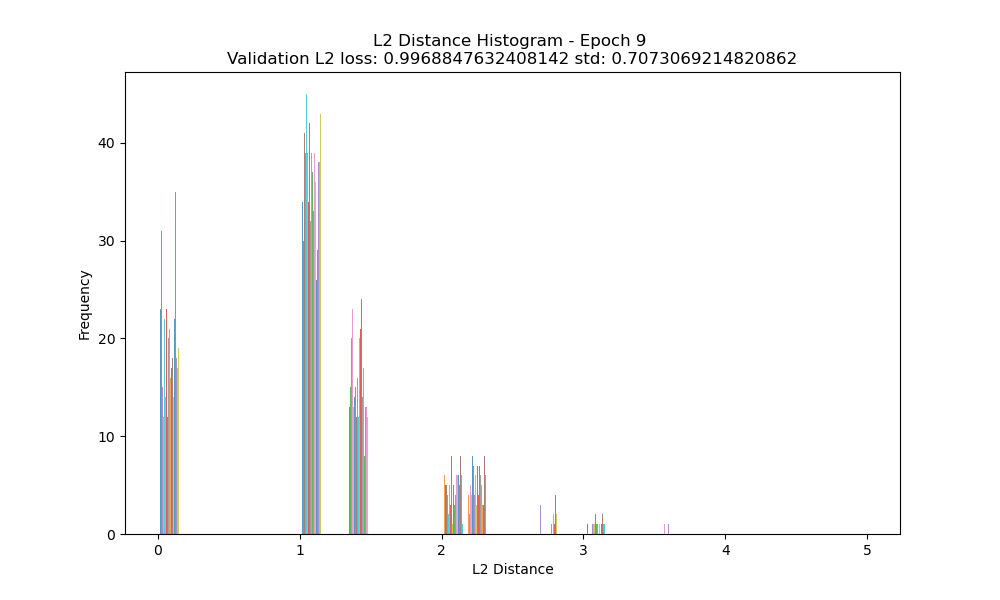 L2 Distance Histogram - Epoch 9
Validation L2 loss: 0.9968847632408142 std: 0.7073069214820862
Frequency
40
30
20
10
0
0 1 2 3 4 5
L2 Distance